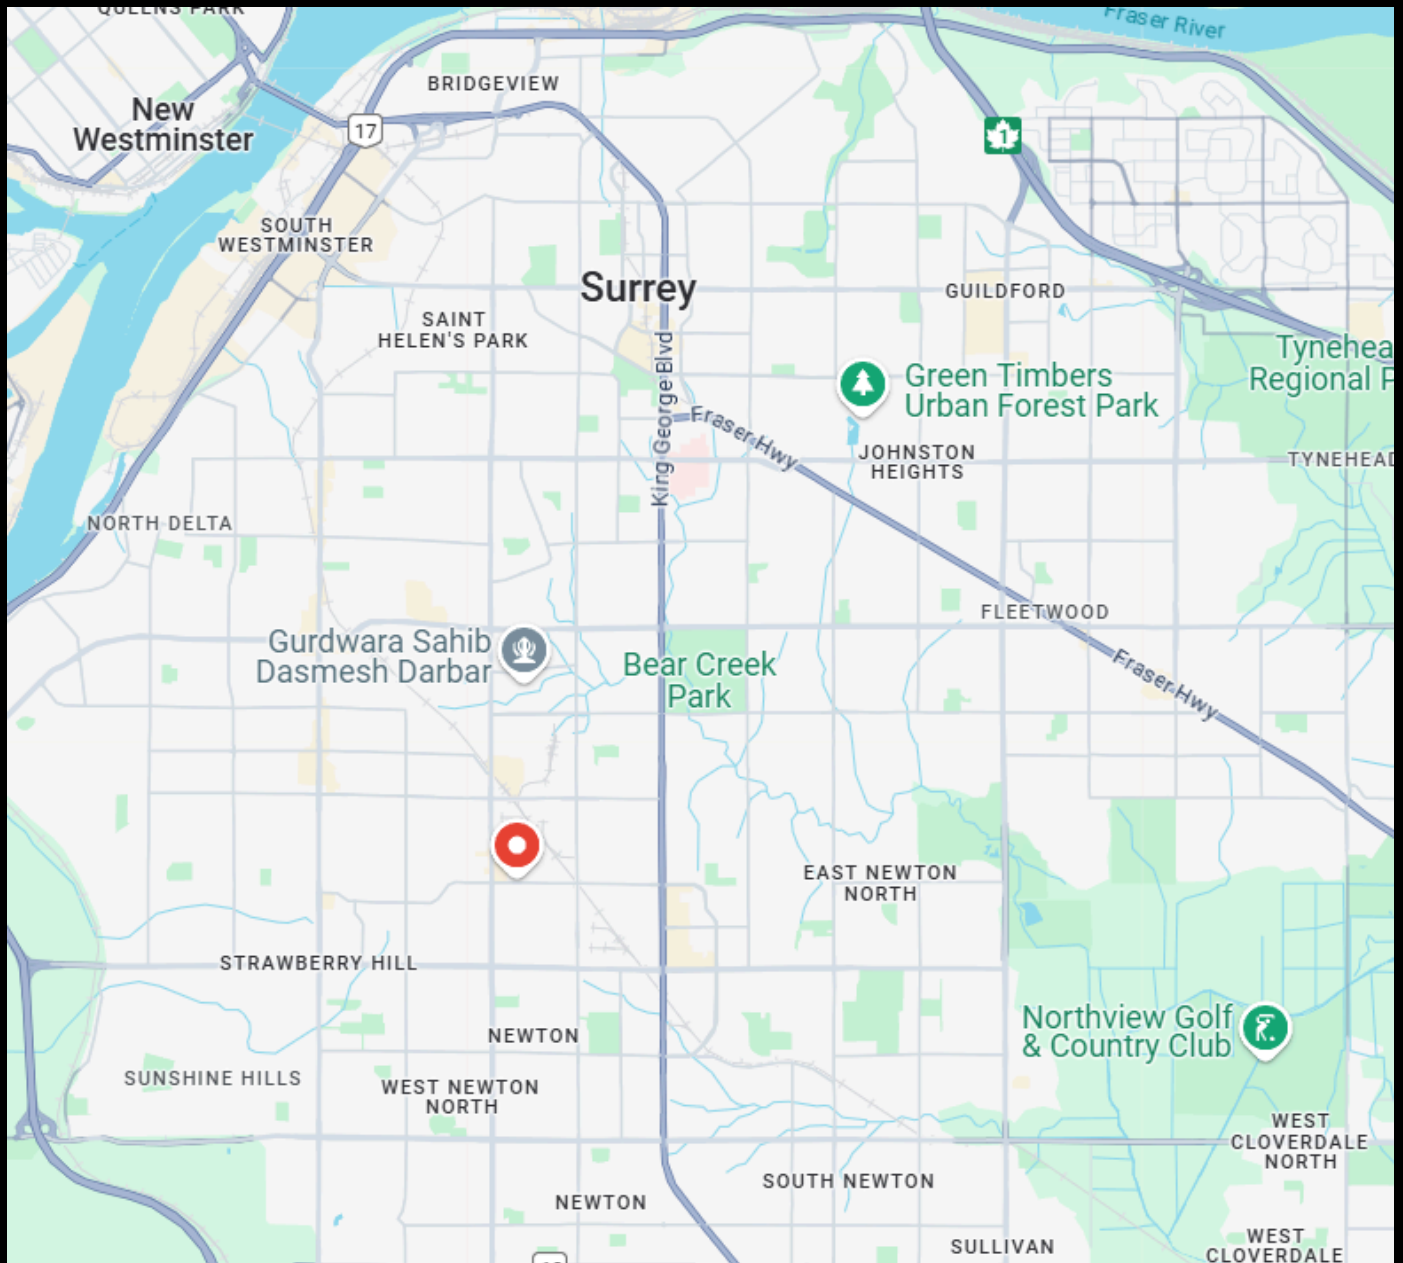 QUEENS PARK
Fraser River
BRIDGEVIEW
New
Westminster
17
1
SOUTH
WESTMINSTER
Surrey
GUILDFORD
SAINT
HELEN'S PARK
King George Blvd
Tynehea
Regional P
Green Timbers
Urban Forest Park
Fraser Hwy
JOHNSTON
HEIGHTS
TYNEHEAD
NORTH DELTA
FLEETWOOD
Gurdwara Sahib
Dasmesh Darbar
Bear Creek
Park
Fraser Hwy
EAST NEWTON
NORTH
STRAWBERRY HILL
NEWTON
Northview Golf
& Country Club
SUNSHINE HILLS
WEST NEWTON
NORTH
WEST
CLOVERDALE
NORTH
SOUTH NEWTON
NEWTON
SULLIVAN
WEST
CLOVERDALE